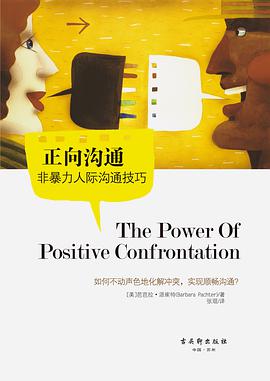 正向沟通
非暴力人际沟通技巧
The Power Of
Positive Confrontation
如何不动声色地化解冲突，实现顺畅沟通？
[美]芭芭拉·派崔特(Barbara Pachter)/著
张琨/译
古吴轩出版社
中国·苏州